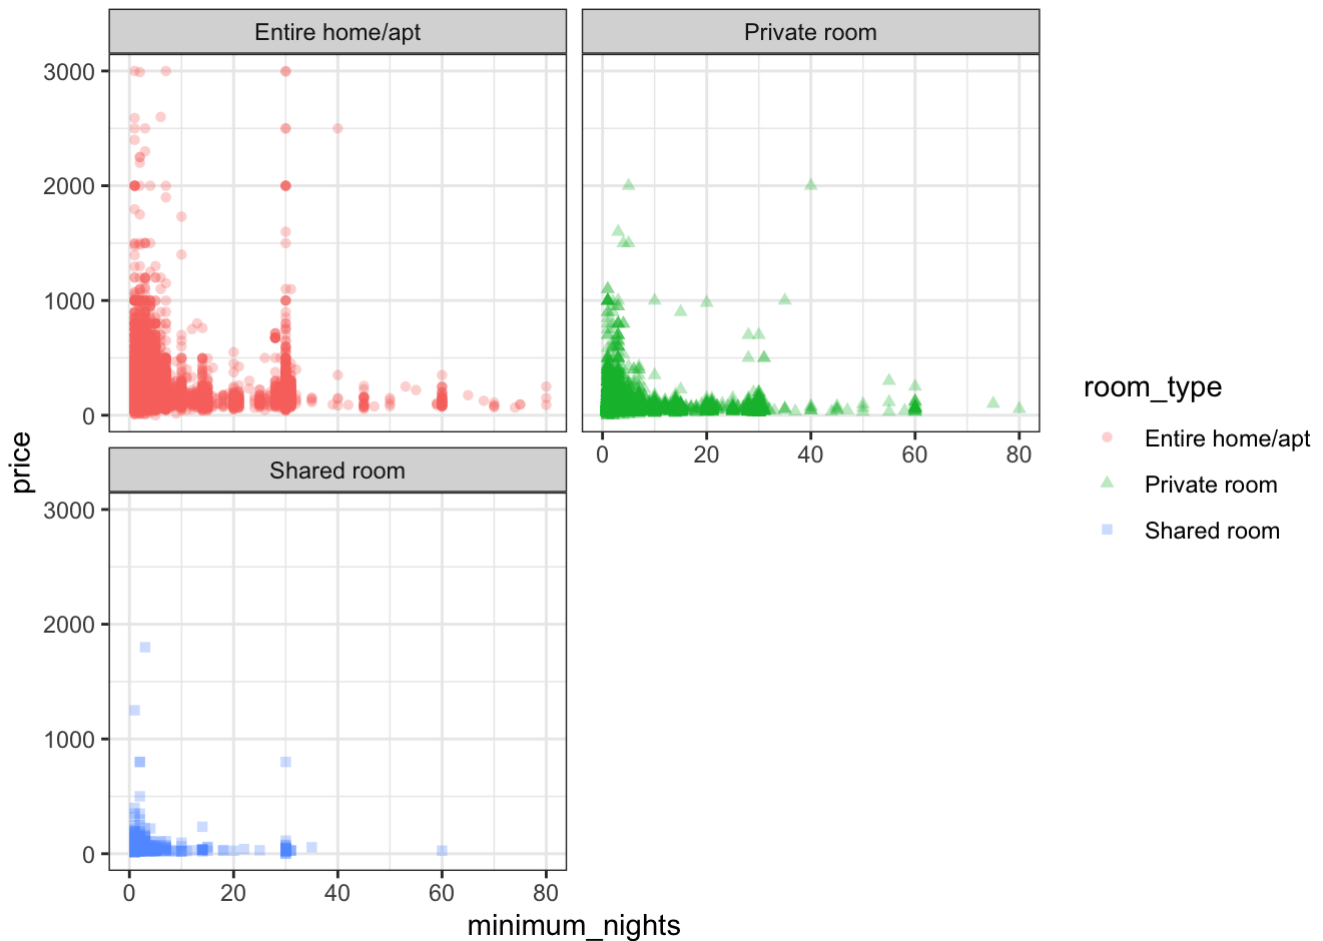 Entire home/apt
Private room
3000
2000
1000
0
0 20 40 60 80
Shared room
3000
2000
1000
0
0 20 40 60 80
price
minimum_nights
room_type
Entire home/apt
Private room
Shared room